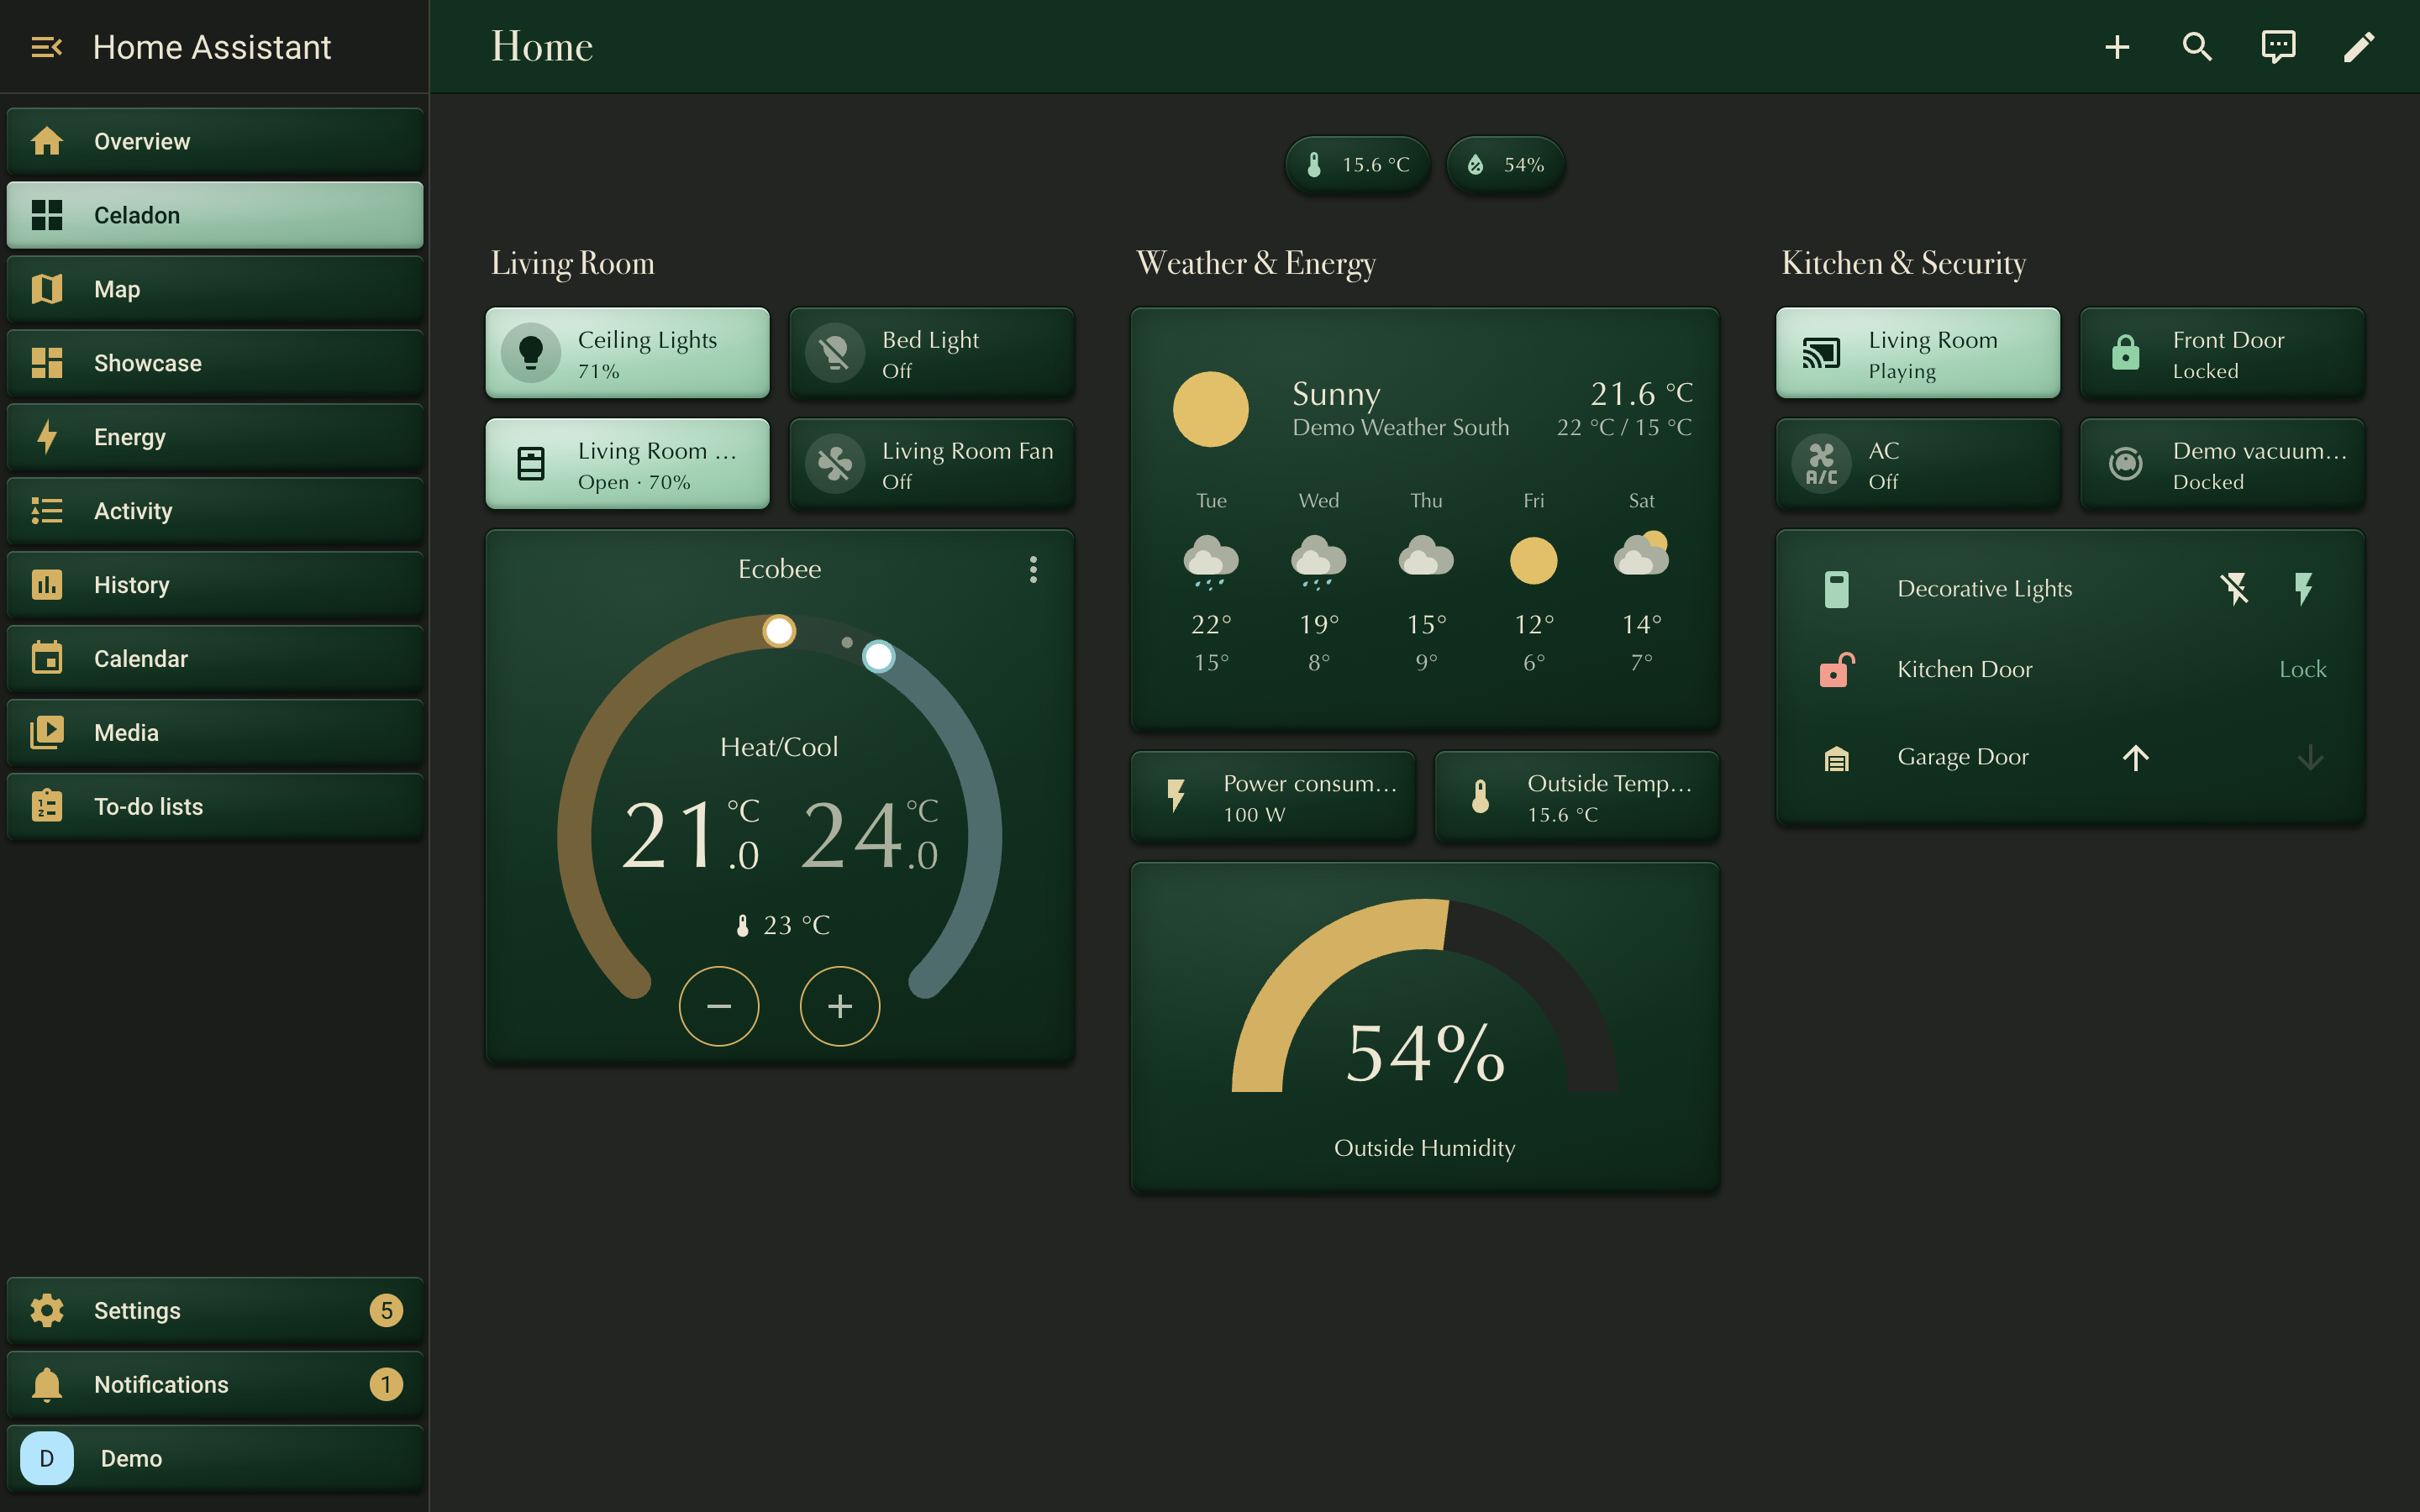 Home Assistant
Overview
Celadon
Map
Showcase
Energy
Activity
History
Calendar
Media
To-do lists
Settings 5
Notifications 1
D Demo
Home
15.6 °C 54%
Living Room
Ceiling Lights
71%
Bed Light
Off
Living Room ...
Open · 70%
Living Room Fan
Off
Ecobee
Heat/Cool
21.0 °C 24.0 °C
23 °C
Weather & Energy
Sunny 21.6 °C
Demo Weather South 22 °C / 15 °C
Tue Wed Thu Fri Sat
22° 19° 15° 12° 14°
15° 8° 9° 6° 7°
Power consum...
100 W
Outside Temp...
15.6 °C
54%
Outside Humidity
Kitchen & Security
Living Room
Playing
Front Door
Locked
A/C
AC
Off
Demo vacuum...
Docked
Decorative Lights
Kitchen Door Lock
Garage Door